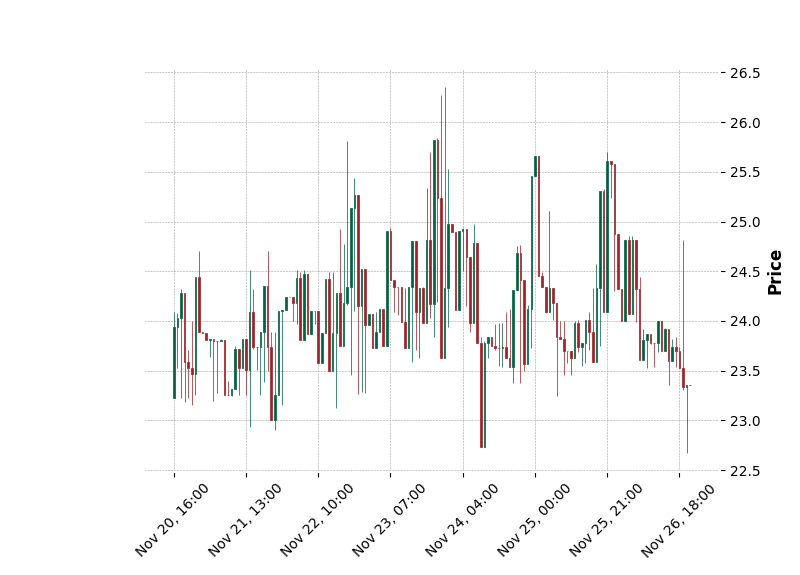 26.5
26.0
25.5
25.0
24.5
24.0
23.5
23.0
22.5
Price
Nov 20, 16:00
Nov 21, 13:00
Nov 22, 10:00
Nov 23, 07:00
Nov 24, 04:00
Nov 25, 00:00
Nov 25, 21:00
Nov 26, 18:00